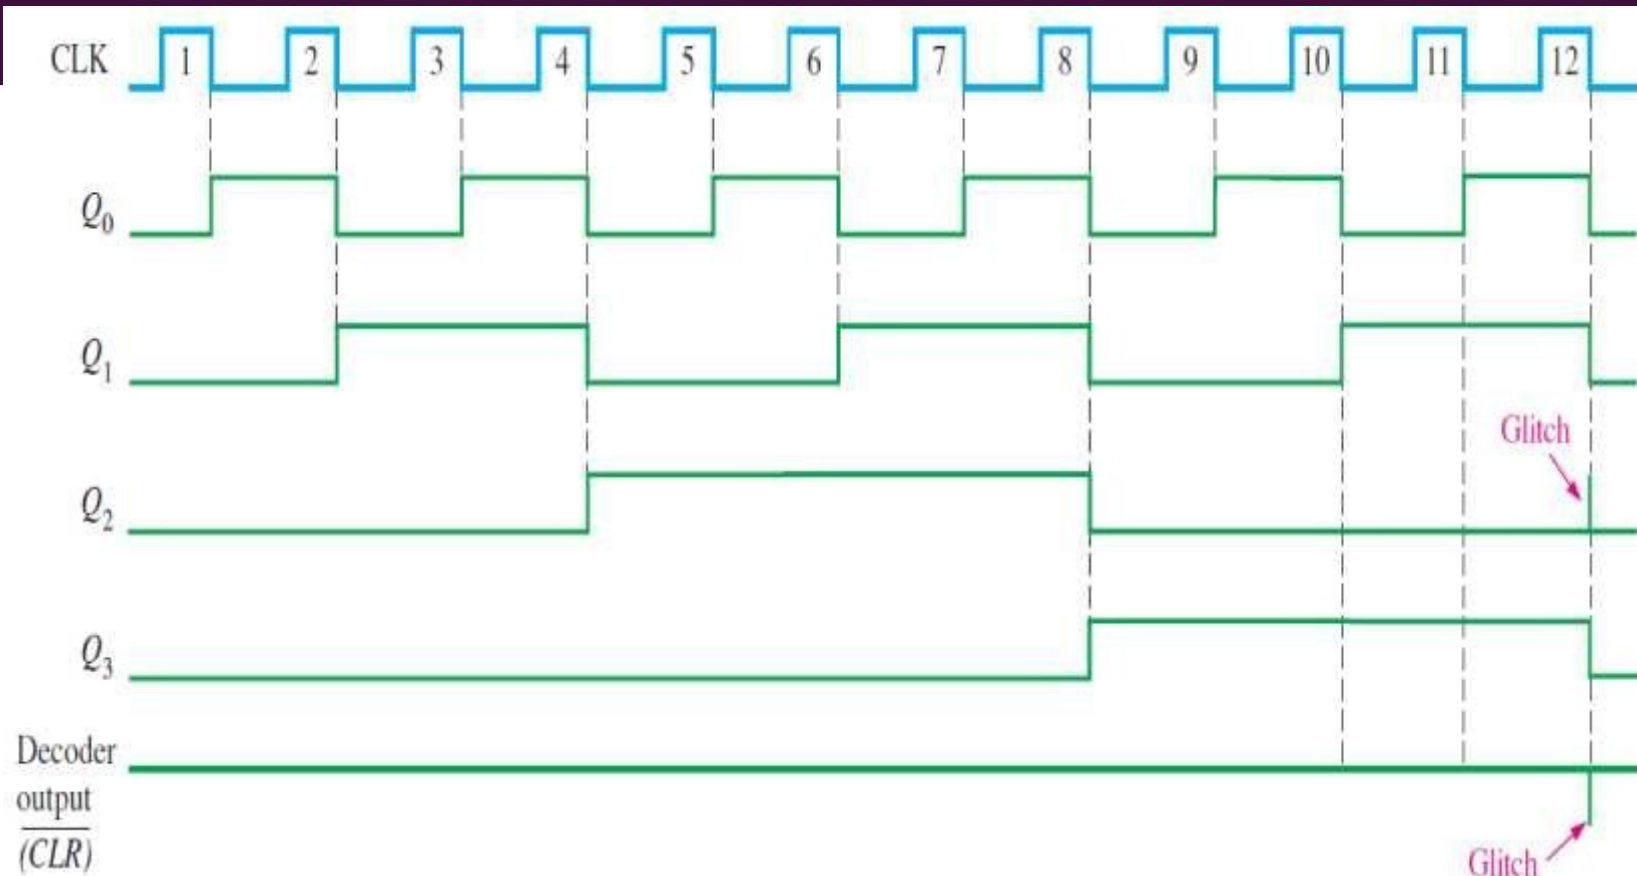 CLK 1 2 3 4 5 6 7 8 9 10 11 12
Q0
Q1
Glitch
Q2
Q3
Decoder
output
(CLR)
Glitch